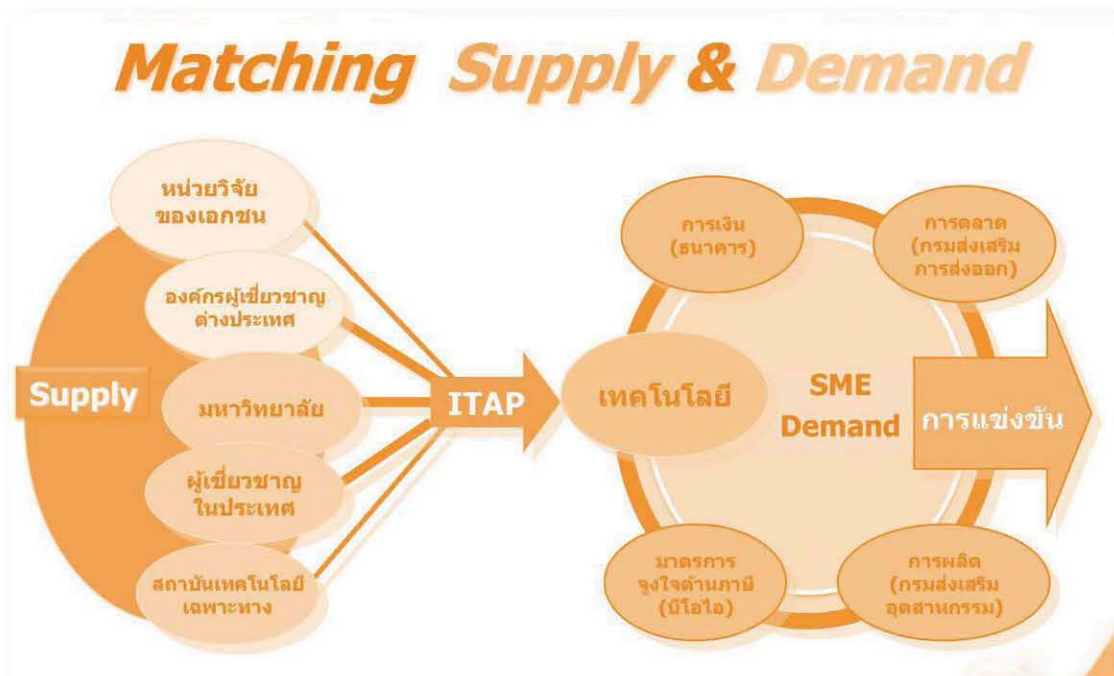 Matching Supply & Demand
หน่วยวิจัย
ของเอกชน
องค์กรผู้เชี่ยวชาญ
ต่างประเทศ
Supply
มหาวิทยาลัย
ผู้เชี่ยวชาญ
ในประเทศ
สถาบันเทคโนโลยี
เฉพาะทาง
ITAP
เทคโนโลยี
การเงิน
(ธนาคาร)
การตลาด
(กรมส่งเสริม
การส่งออก)
SME
Demand
การแข่งขัน
มาตรการ
จูงใจด้านภาษี
(บีโอไอ)
การผลิต
(กรมส่งเสริม
อุตสาหกรรม)